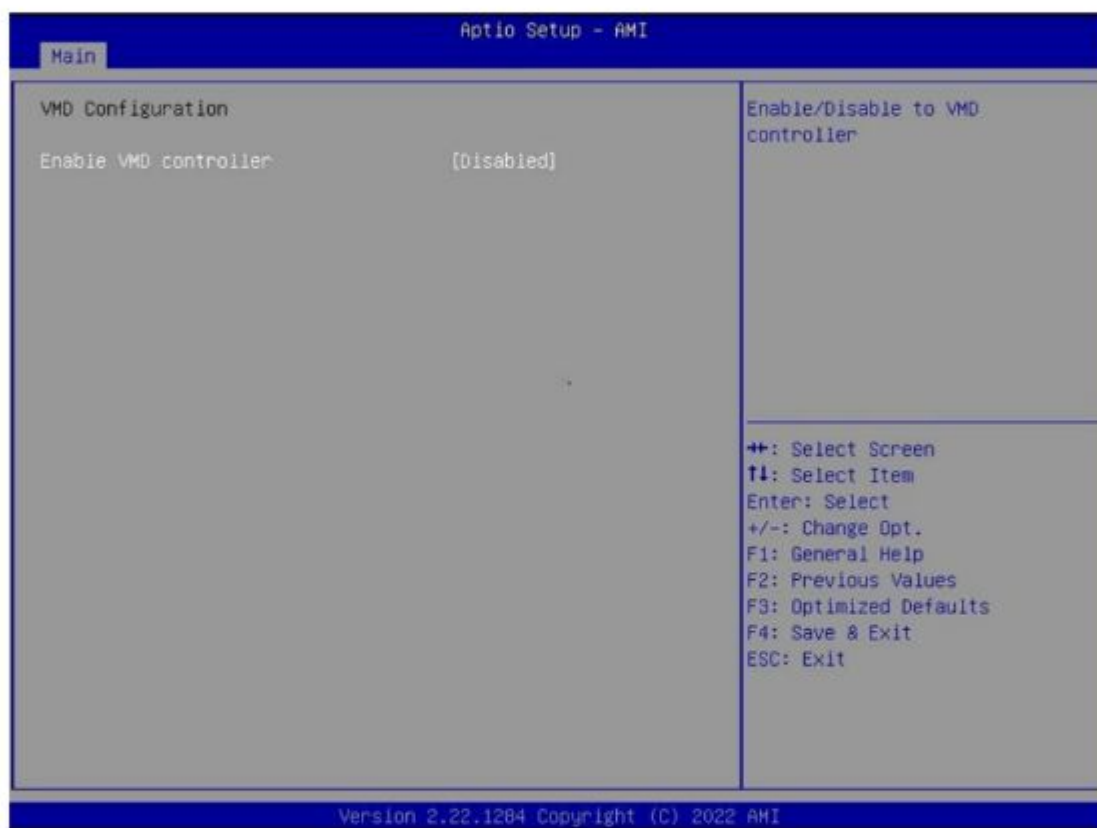 Aptio Setup - AMI
Main
VMD Configuration
Enable VMD controller [Disabled]
Enable/Disable to VMD
controller
→←: Select Screen
↑↓: Select Item
Enter: Select
+/-: Change Opt.
F1: General Help
F2: Previous Values
F3: Optimized Defaults
F4: Save & Exit
ESC: Exit
Version 2.22.1284 Copyright (C) 2022 AMI